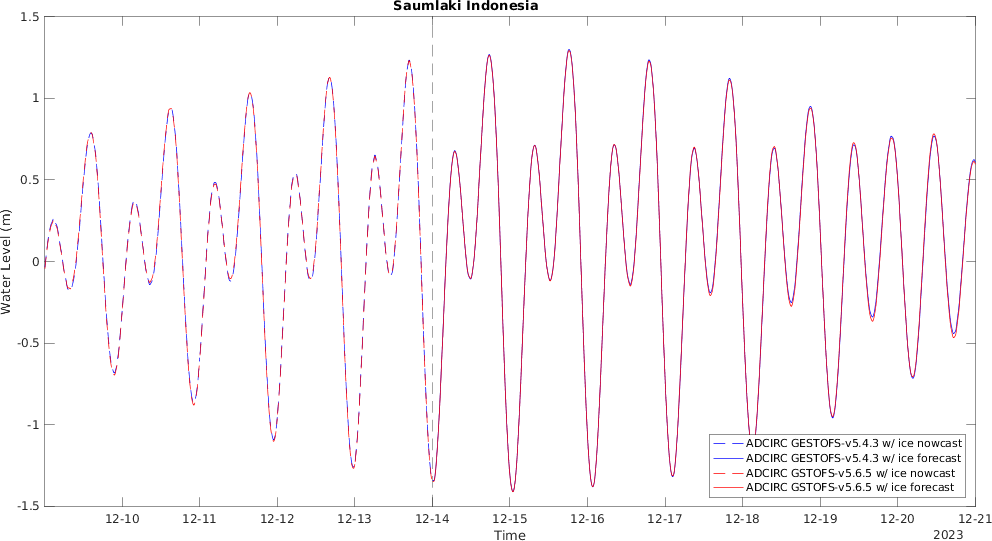 Saumlaki Indonesia
1.5
1
0.5
0
-0.5
-1
-1.5
Water Level (m)
12-10 12-11 12-12 12-13 12-14 12-15 12-16 12-17 12-18 12-19 12-20 12-21
Time
2023
ADCIRC GESTOFS-v5.4.3 w/ ice nowcast
ADCIRC GESTOFS-v5.4.3 w/ ice forecast
ADCIRC GSTOFS-v5.6.5 w/ ice nowcast
ADCIRC GSTOFS-v5.6.5 w/ ice forecast